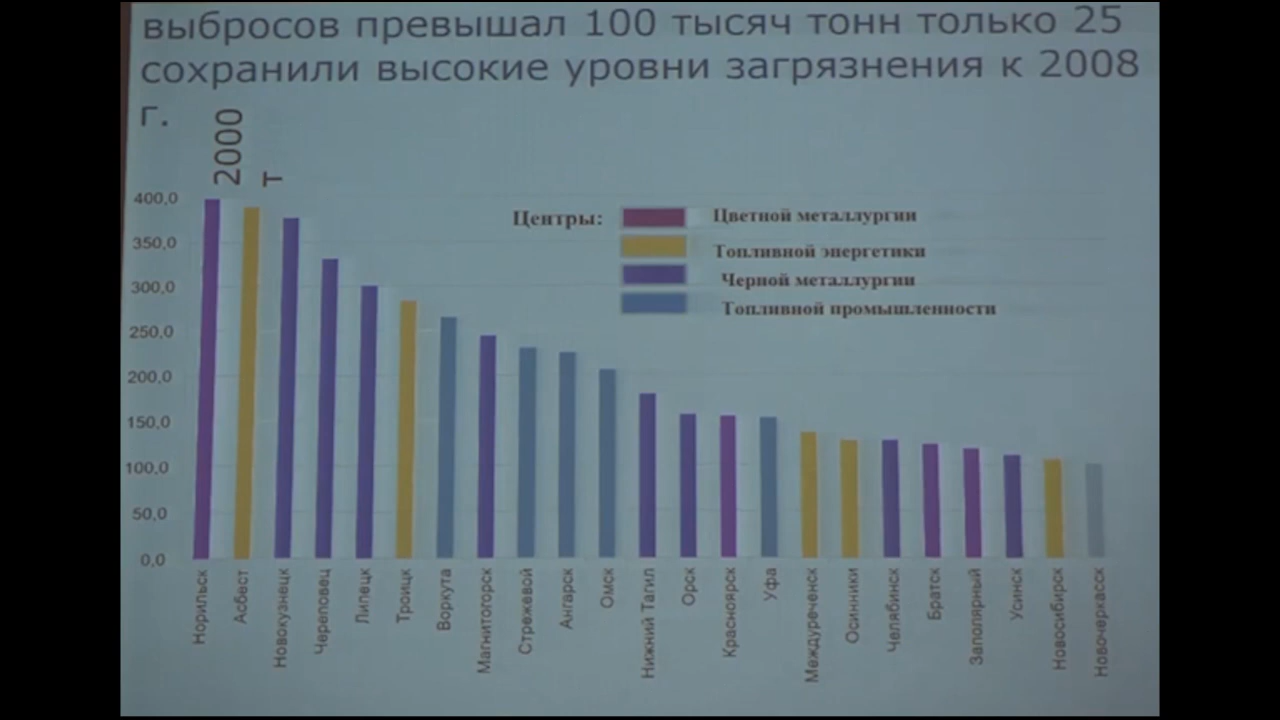 выбросов превышал 100 тысяч тонн только 25
сохранили высокие уровни загрязнения к 2008
г.
2000
т
400,0
350,0
300,0
250,0
200,0
150,0
100,0
50,0
0,0
Центры:
Цветной металлургии
Топливной энергетики
Черной металлургии
Топливной промышленности
Норильск
Асбест
Новокузнецк
Череповец
Липецк
Троицк
Воркута
Магнитогорск
Стрежевой
Ангарск
Омск
Нижний Тагил
Орск
Красноярск
Уфа
Междуреченск
Осинники
Челябинск
Братск
Заполярный
Усинск
Новосибирск
Новочеркасск